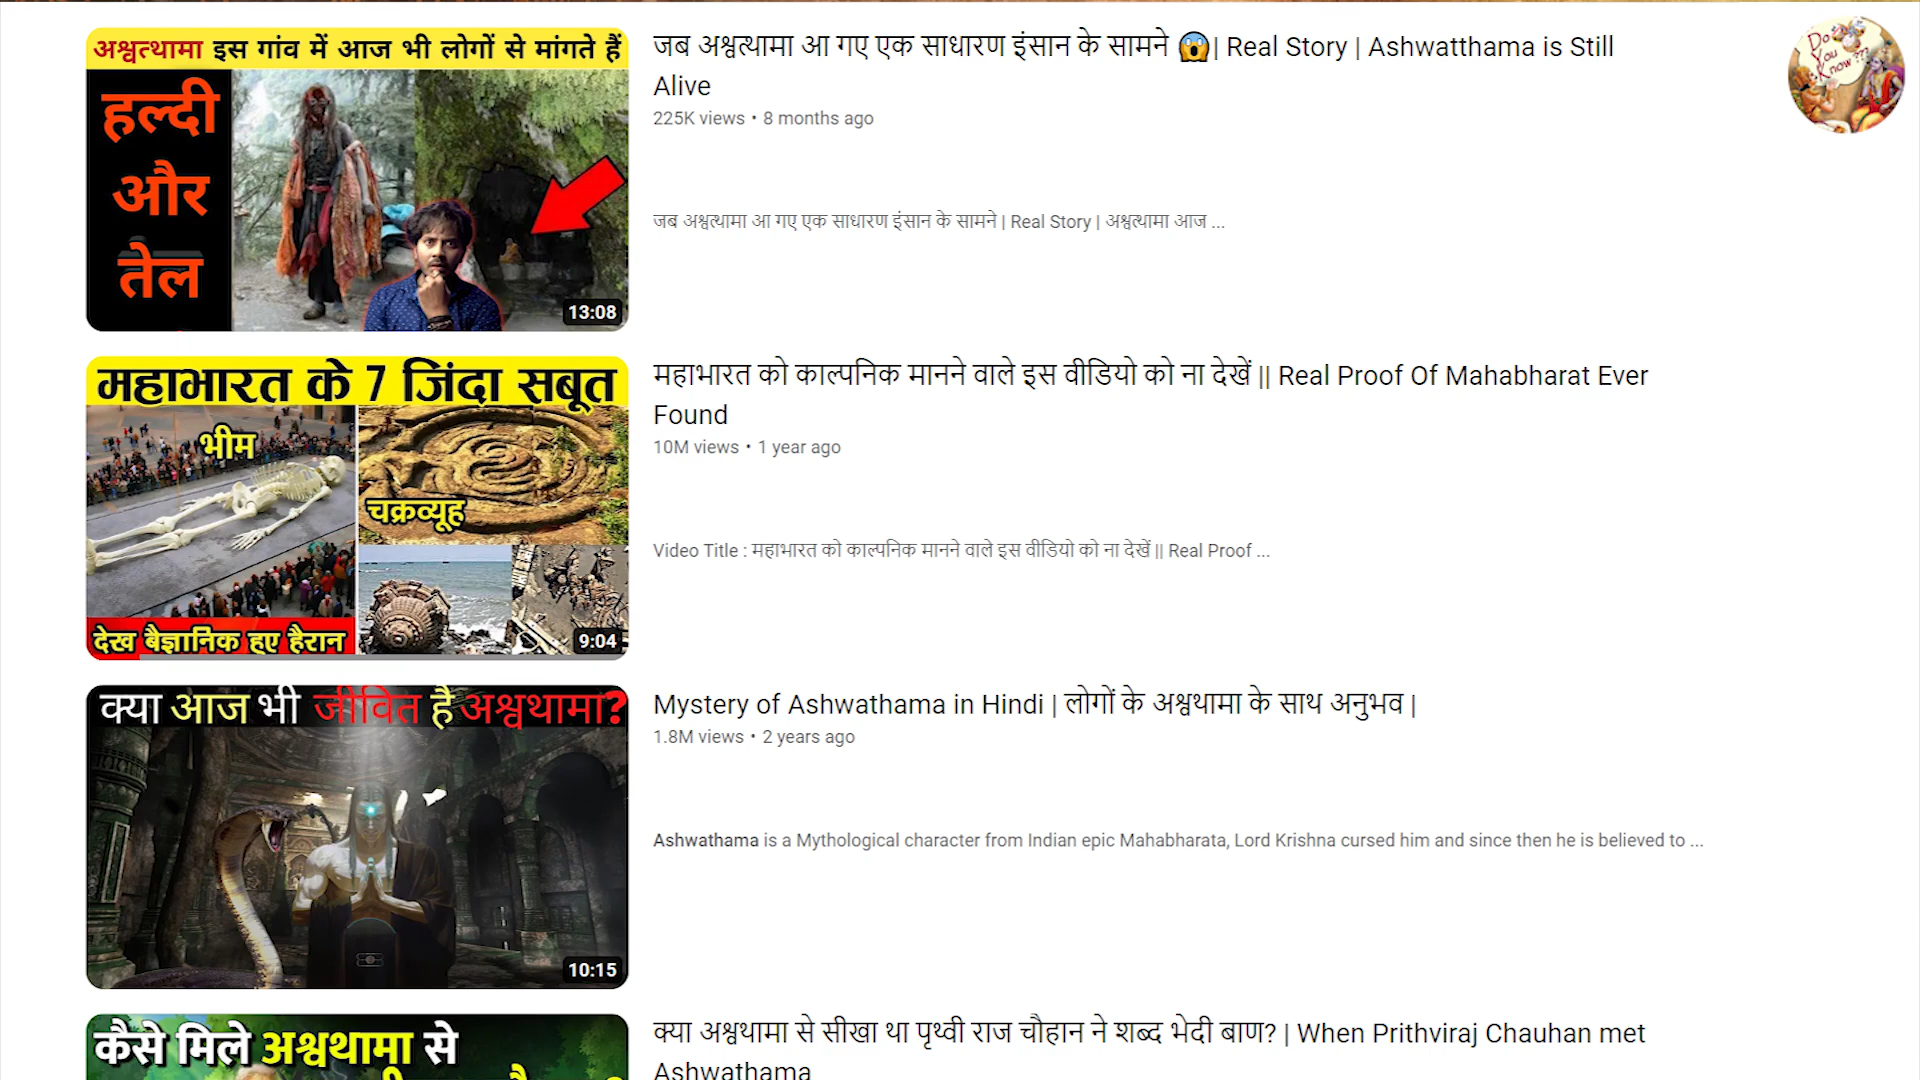 अश्वत्थामा इस गांव में आज भी लोगों से मांगते हैं
हल्दी
और
तेल
13:08
जब अश्वत्थामा आ गए एक साधारण इंसान के सामने 😱| Real Story | Ashwatthama is Still
Alive
225K views • 8 months ago
जब अश्वत्थामा आ गए एक साधारण इंसान के सामने | Real Story | अश्वत्थामा आज ...
Do
You
Know ???
महाभारत के 7 जिंदा सबूत
भीम
चक्रव्यूह
देख बैज्ञानिक हुए हैरान
9:04
महाभारत को काल्पनिक मानने वाले इस वीडियो को ना देखें || Real Proof Of Mahabharat Ever
Found
10M views • 1 year ago
Video Title : महाभारत को काल्पनिक मानने वाले इस वीडियो को ना देखें || Real Proof ...
क्या आज भी जीवित है अश्वथामा?
10:15
Mystery of Ashwathama in Hindi | लोगों के अश्वथामा के साथ अनुभव |
1.8M views • 2 years ago
Ashwathama is a Mythological character from Indian epic Mahabharata, Lord Krishna cursed him and since then he is believed to ...
कैसे मिले अश्वथामा से
क्या अश्वथामा से सीखा था पृथ्वी राज चौहान ने शब्द भेदी बाण? | When Prithviraj Chauhan met
Ashwathama